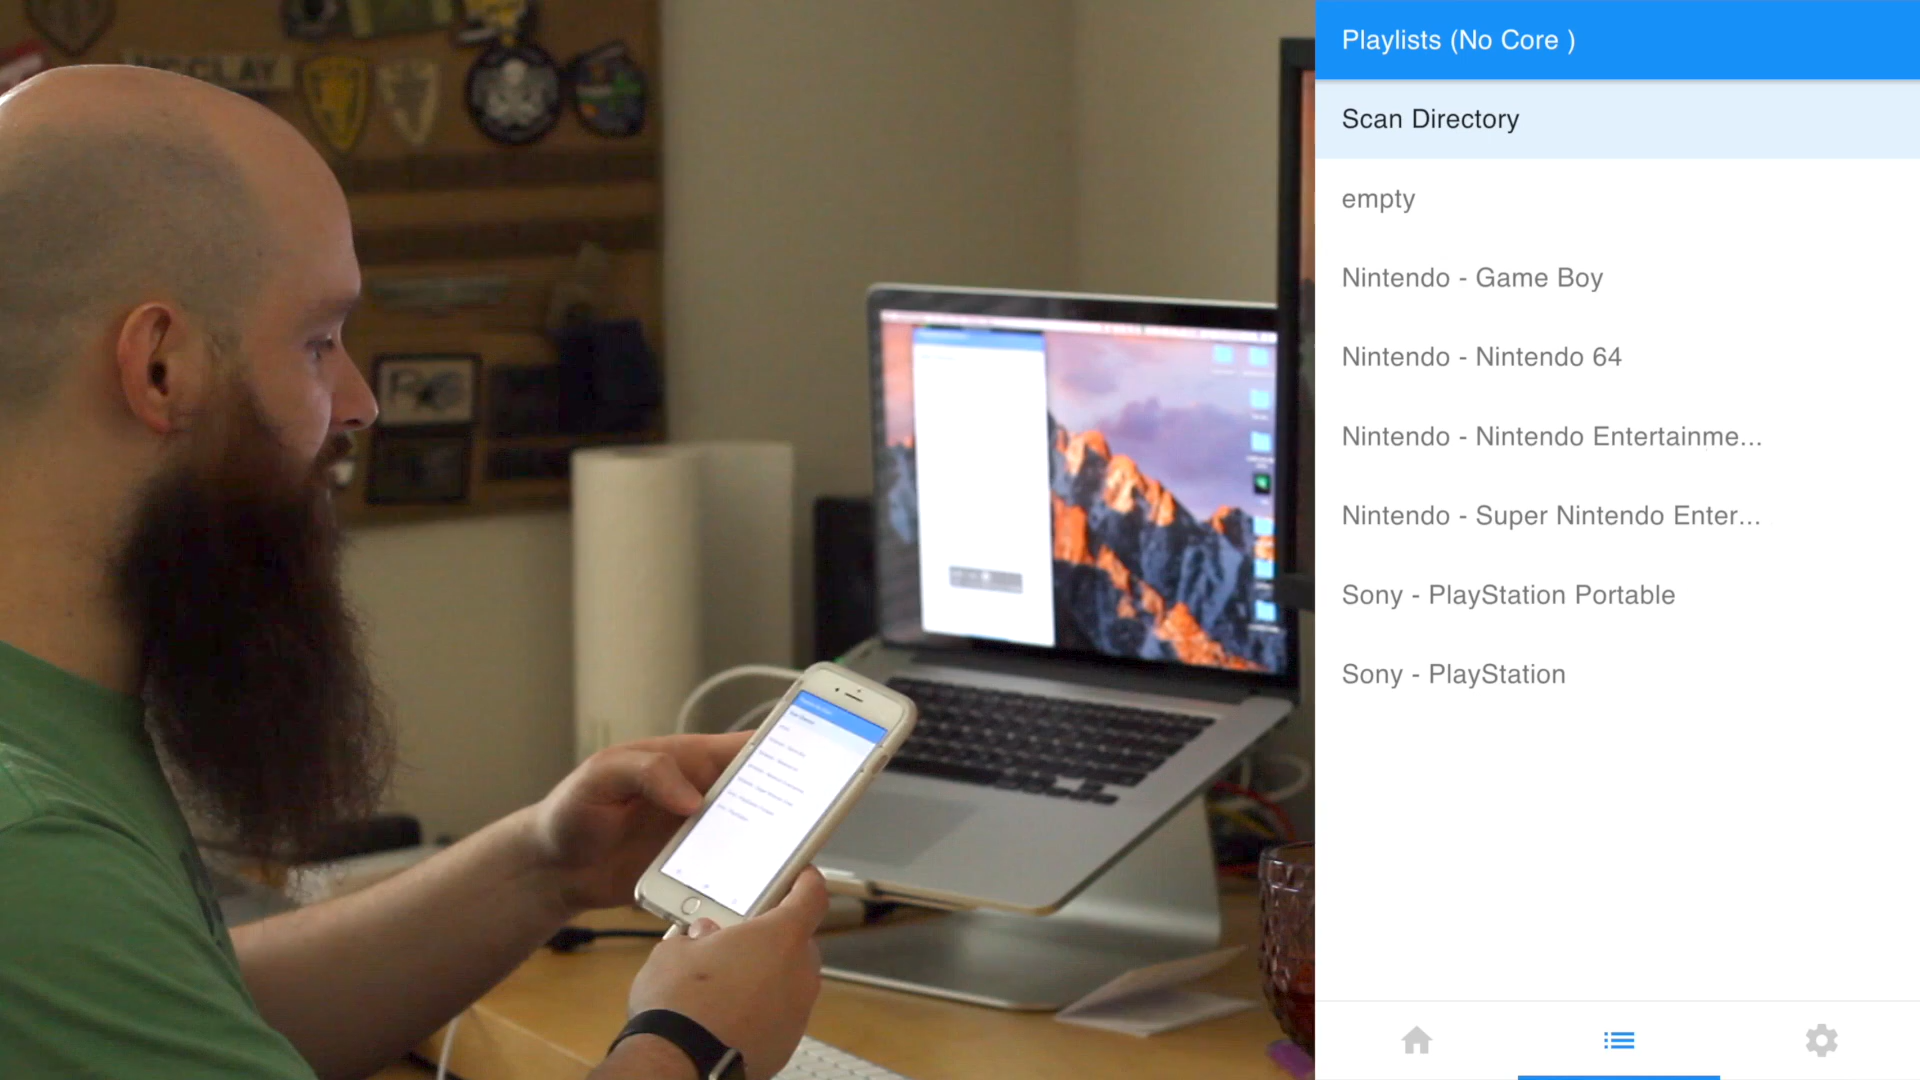 Playlists (No Core )
Scan Directory
empty
Nintendo - Game Boy
Nintendo - Nintendo 64
Nintendo - Nintendo Entertainme...
Nintendo - Super Nintendo Enter...
Sony - PlayStation Portable
Sony - PlayStation